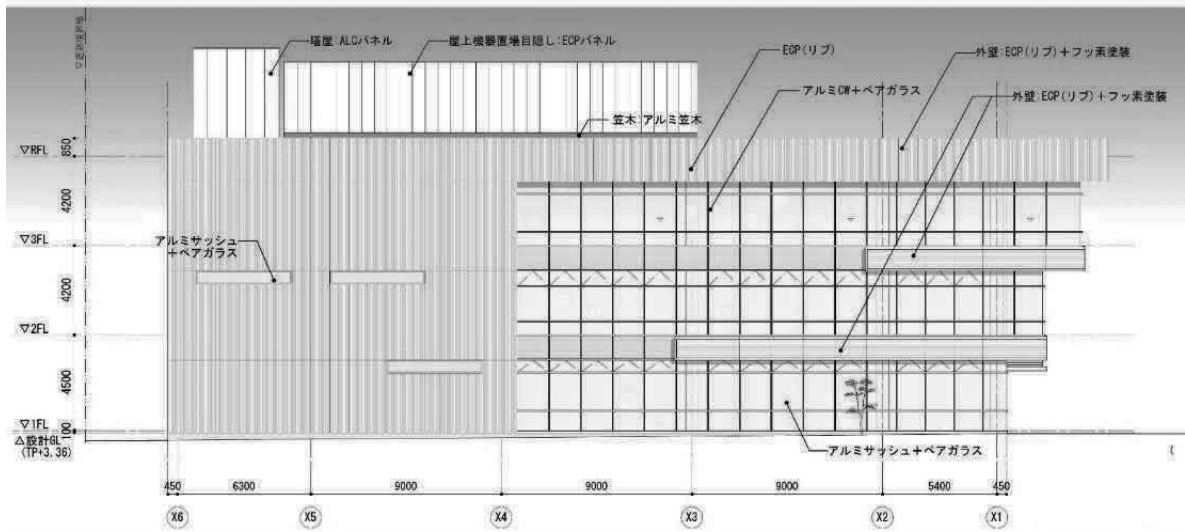 塔屋:ALCパネル
屋上機器置場目隠し:ECPパネル
ECP(リブ)
外壁:ECP(リブ)+フッ素塗装
アルミCW+ペアガラス
外壁:ECP(リブ)+フッ素塗装
笠木:アルミ笠木
▽RFL
850
4200
▽3FL
アルミサッシュ
+ペアガラス
4200
▽2FL
4500
▽1FL
100
△設計GL
(TP+3.36)
アルミサッシュ+ペアガラス
450
6300
9000
9000
9000
5400
450
X6
X5
X4
X3
X2
X1